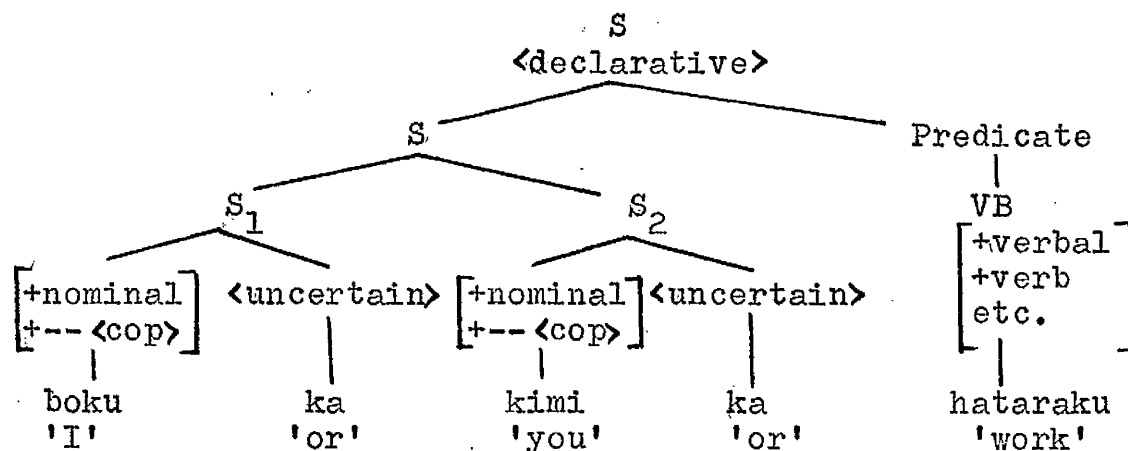 S
<declarative>
S Predicate
S1 S2 VB
[+nominal +--<cop>] <uncertain> [+nominal +--<cop>] <uncertain> [+verbal +verb etc.]
boku ka kimi ka hataraku
'I' 'or' 'you' 'or' 'work'